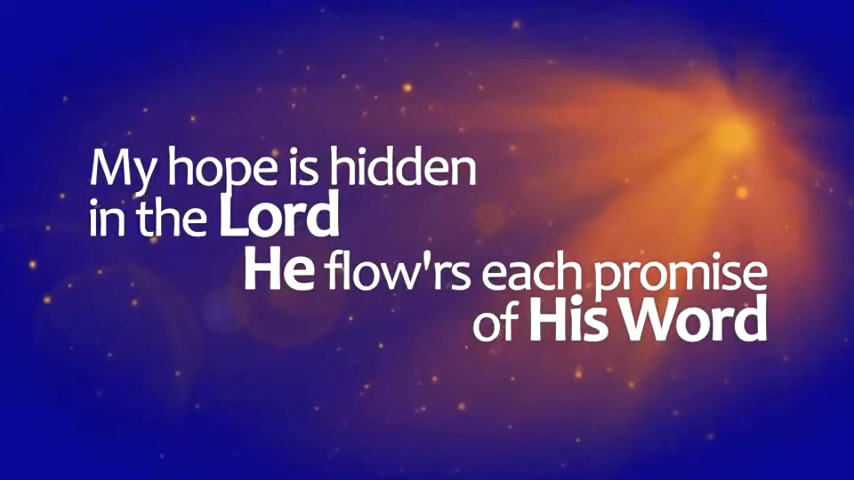 My hope is hidden
in the Lord
He flow'rs each promise
of His Word